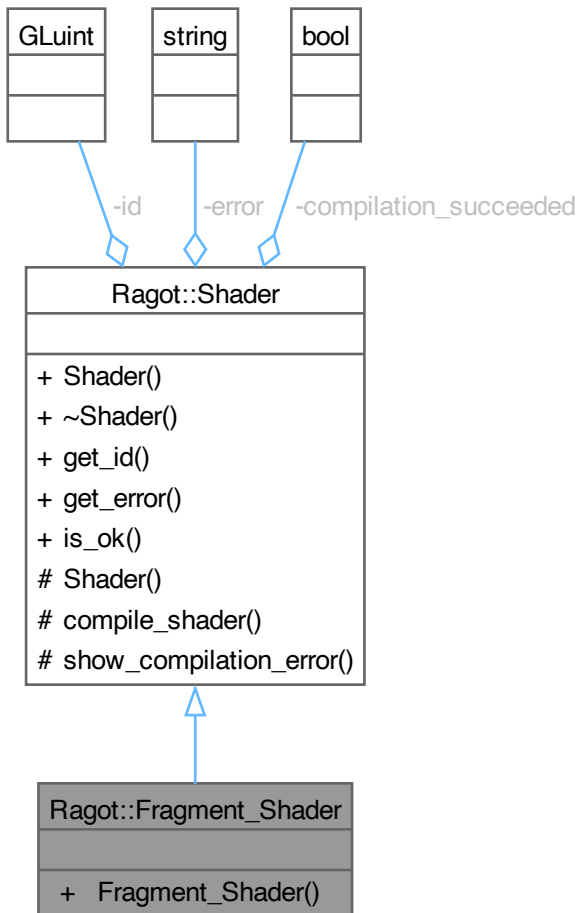 GLuint
string
bool
-id
-error
-compilation_succeeded
Ragot::Shader
+ Shader()
+ ~Shader()
+ get_id()
+ get_error()
+ is_ok()
# Shader()
# compile_shader()
# show_compilation_error()
Ragot::Fragment_Shader
+ Fragment_Shader()